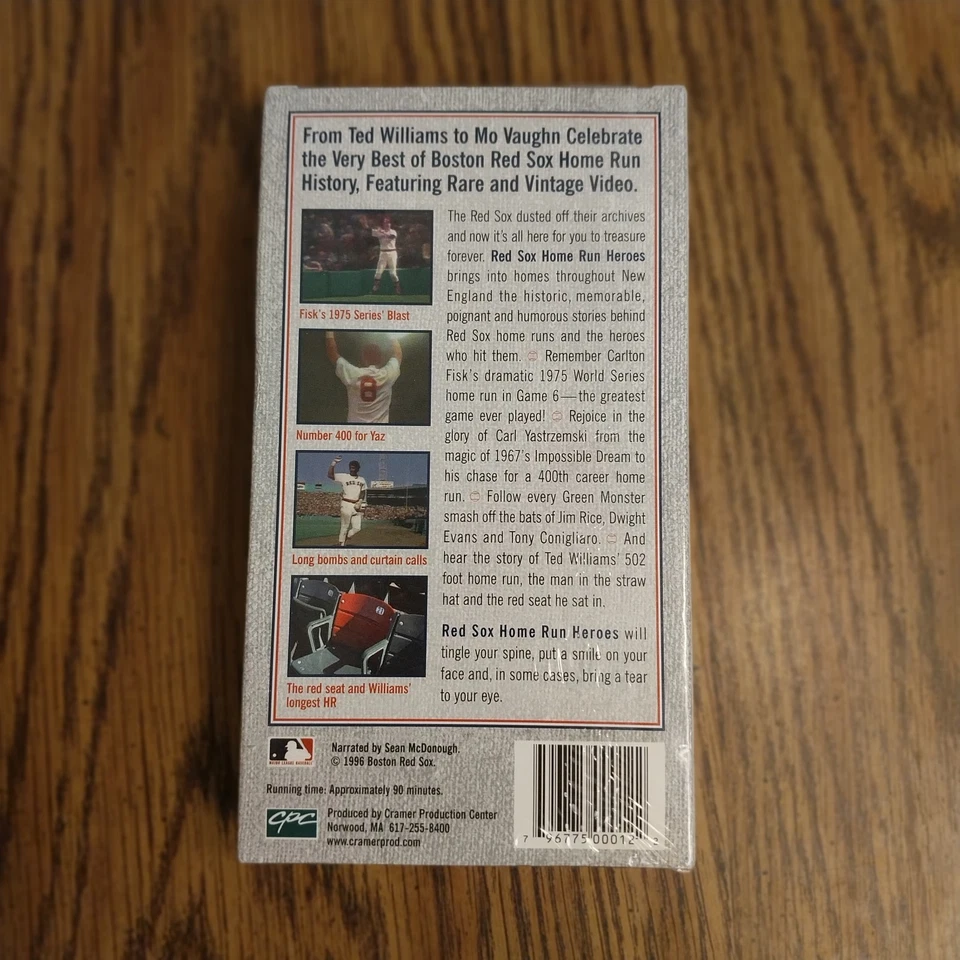 From Ted Williams to Mo Vaughn Celebrate
the Very Best of Boston Red Sox Home Run
History, Featuring Rare and Vintage Video.
Fisk's 1975 Series' Blast
8
Number 400 for Yaz
RED SOX
Long bombs and curtain calls
The red seat and Williams'
longest HR
The Red Sox dusted off their archives
and now it's all here for you to treasure
forever. Red Sox Home Run Heroes
brings into homes throughout New
England the historic, memorable,
poignant and humorous stories behind
Red Sox home runs and the heroes
who hit them. Remember Carlton
Fisk's dramatic 1975 World Series
home run in Game 6—the greatest
game ever played! Rejoice in the
glory of Carl Yastrzemski from the
magic of 1967's Impossible Dream to
his chase for a 400th career home
run. Follow every Green Monster
smash off the bats of Jim Rice, Dwight
Evans and Tony Conigliaro. And
hear the story of Ted Williams' 502
foot home run, the man in the straw
hat and the red seat he sat in.
Red Sox Home Run Heroes will
tingle your spine, put a smile on your
face and, in some cases, bring a tear
to your eye.
MAJOR LEAGUE BASEBALL
Narrated by Sean McDonough.
© 1996 Boston Red Sox.
Running time: Approximately 90 minutes.
CPC
Produced by Cramer Production Center
Norwood, MA 617-255-8400
www.cramerprod.com
7 96775 00012